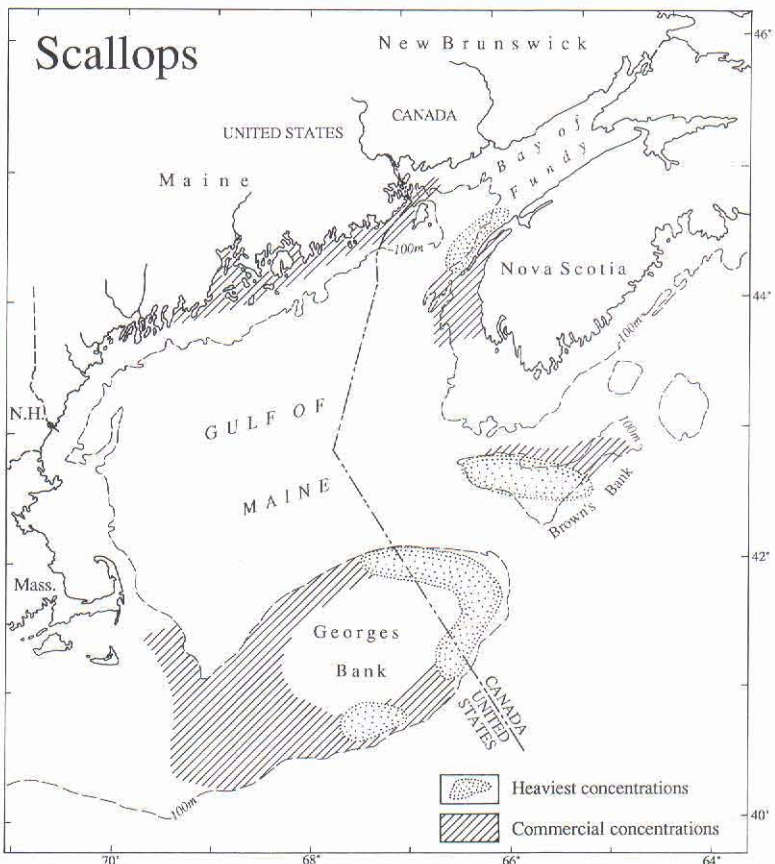 Scallops
New Brunswick
46°
CANADA
UNITED STATES
Bay of
Fundy
Maine
100m
Nova Scotia
44°
100m
N.H.
GULF OF
MAINE
100m
Brown's Bank
42°
Mass.
Georges
Bank
CANADA
UNITED
STATES
100m
Heaviest concentrations
Commercial concentrations
40°
70°
68°
66°
64°